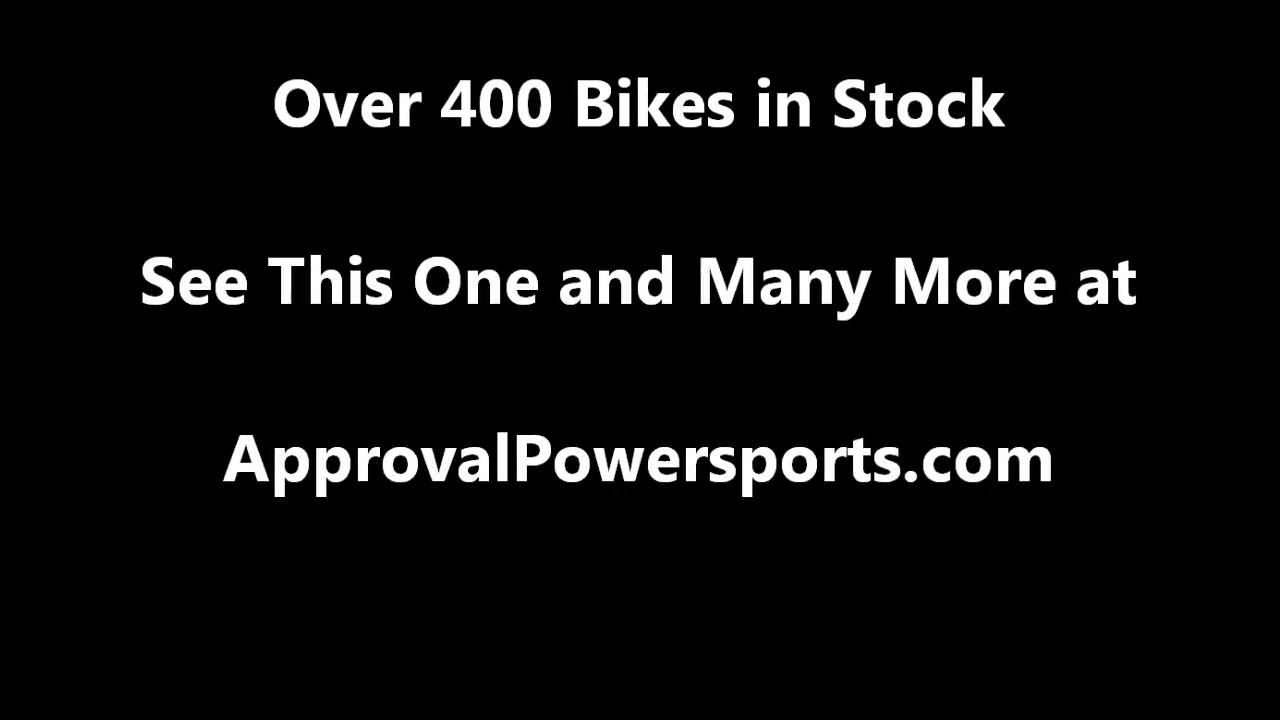 Over 400 Bikes in Stock
See This One and Many More at
ApprovalPowersports.com